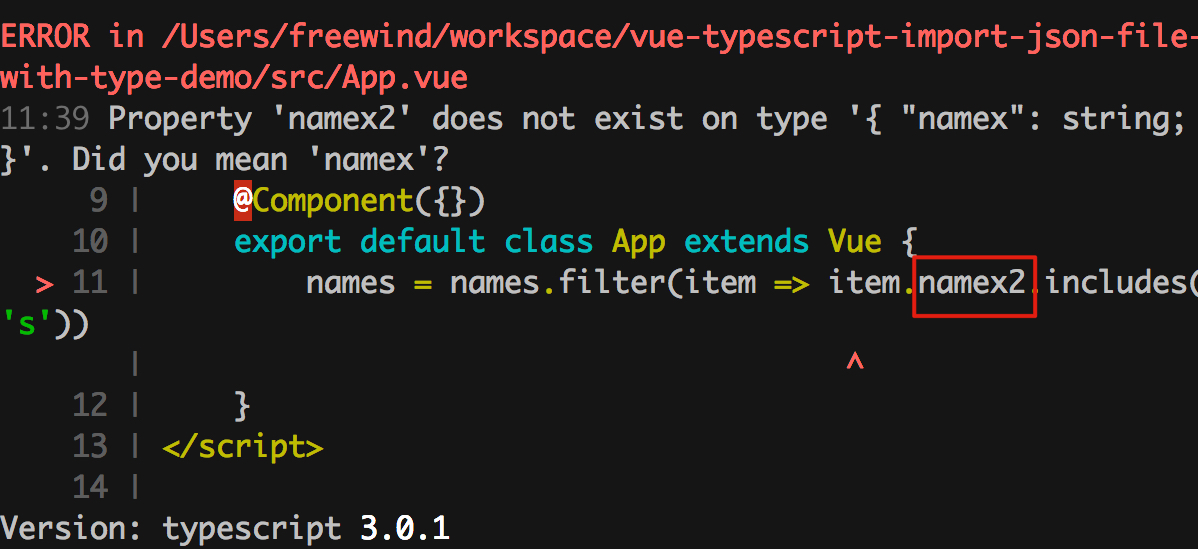 ERROR in /Users/freewind/workspace/vue-typescript-import-json-file-
with-type-demo/src/App.vue
11:39 Property 'namex2' does not exist on type '{ "namex": string;
}'. Did you mean 'namex'?
9 | @Component({})
10 | export default class App extends Vue {
> 11 | names = names.filter(item => item.namex2.includes(
's'))
| ^
12 | }
13 | </script>
14 |
Version: typescript 3.0.1